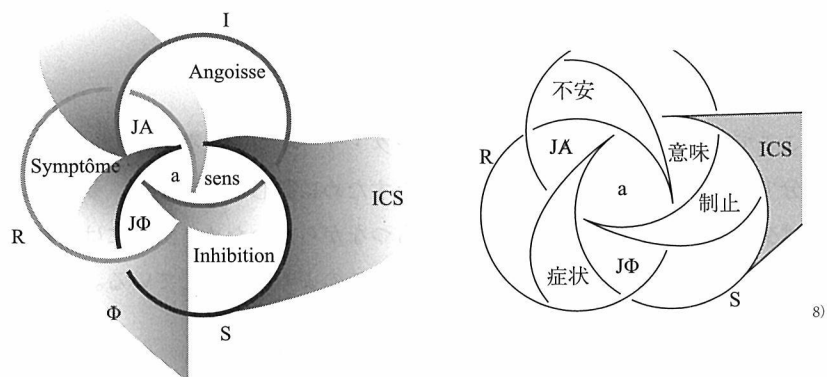 I
Angoisse
JA
Symptôme
a
sens
ICS
R
JΦ
Inhibition
Φ
S
不安
R
JA̸
意味
ICS
a
制止
JΦ
症状
S
8)